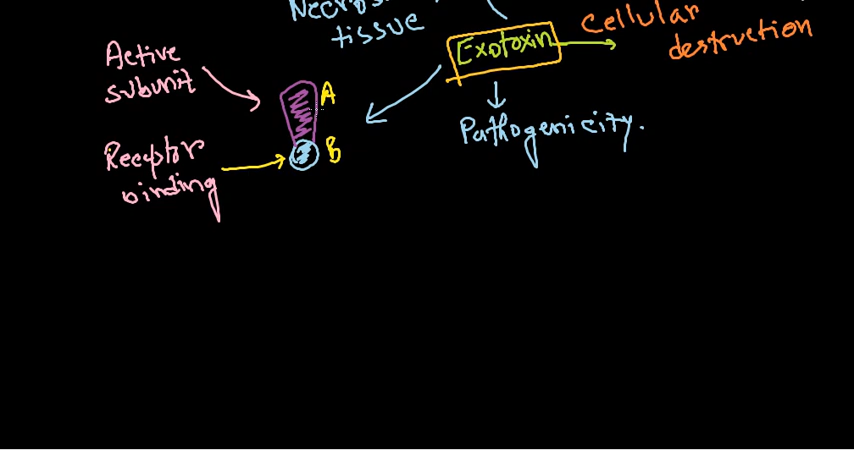 tissue
Exotoxin
Cellular
destruction
Active
subunit
A
Pathogenicity.
Receptor
binding
B